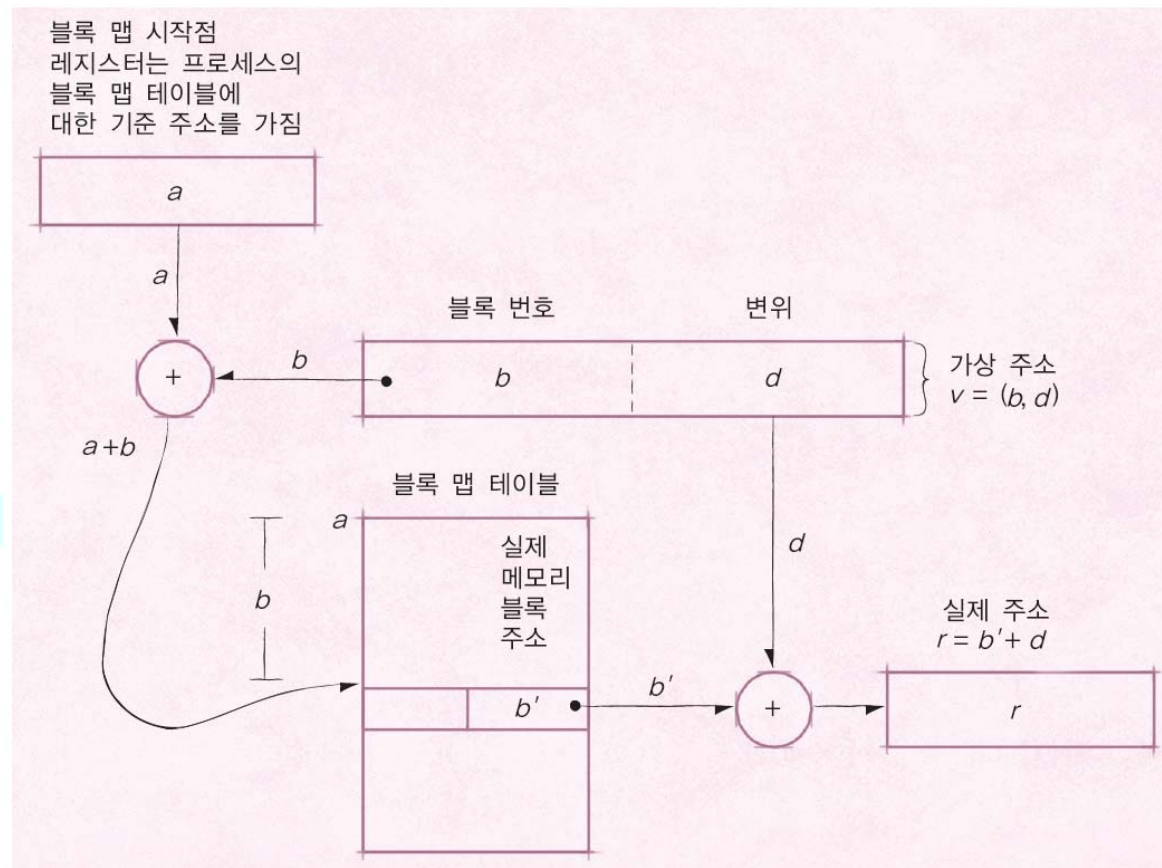 블록 맵 시작점
레지스터는 프로세스의
블록 맵 테이블에
대한 기준 주소를 가짐
a
a
블록 번호
변위
+
b
b
d
가상 주소
v = (b, d)
a+b
블록 맵 테이블
a
b
실제
메모리
블록
주소
d
실제 주소
r = b′ + d
b′
b′
+
r